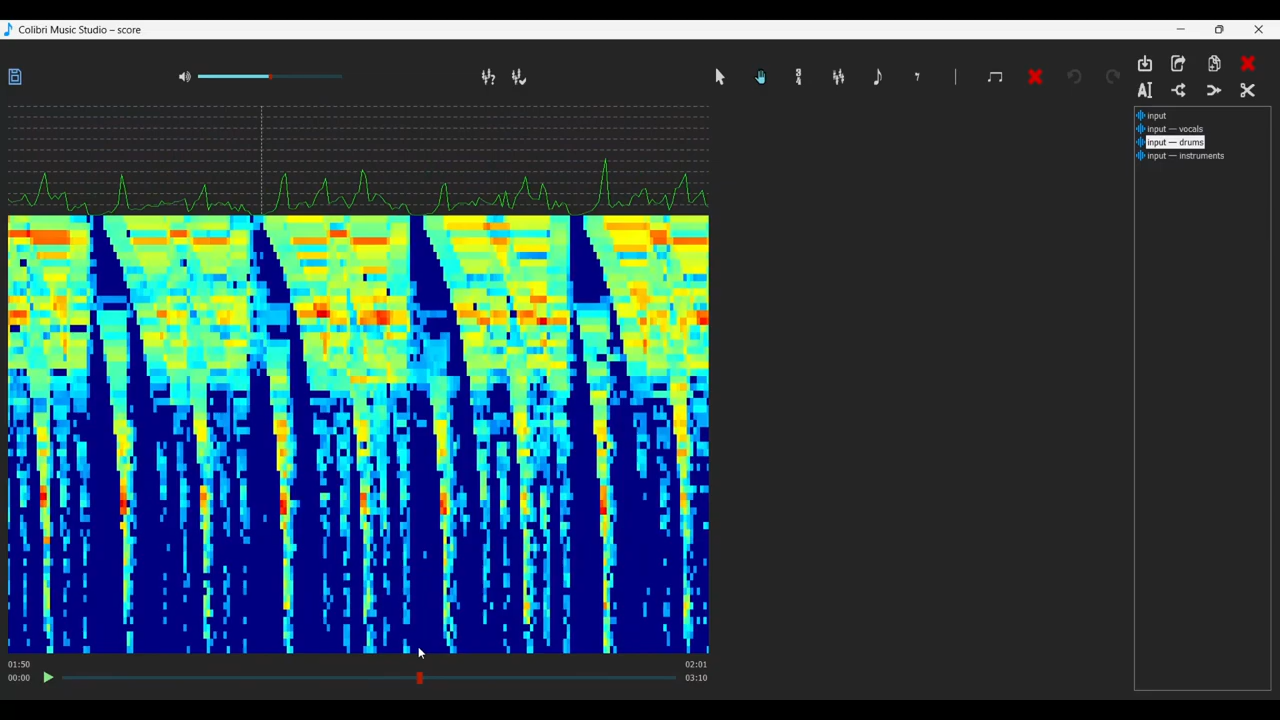 Colibri Music Studio – score
input
input — vocals
input — drums
input — instruments
01:50 02:01
00:00 03:10